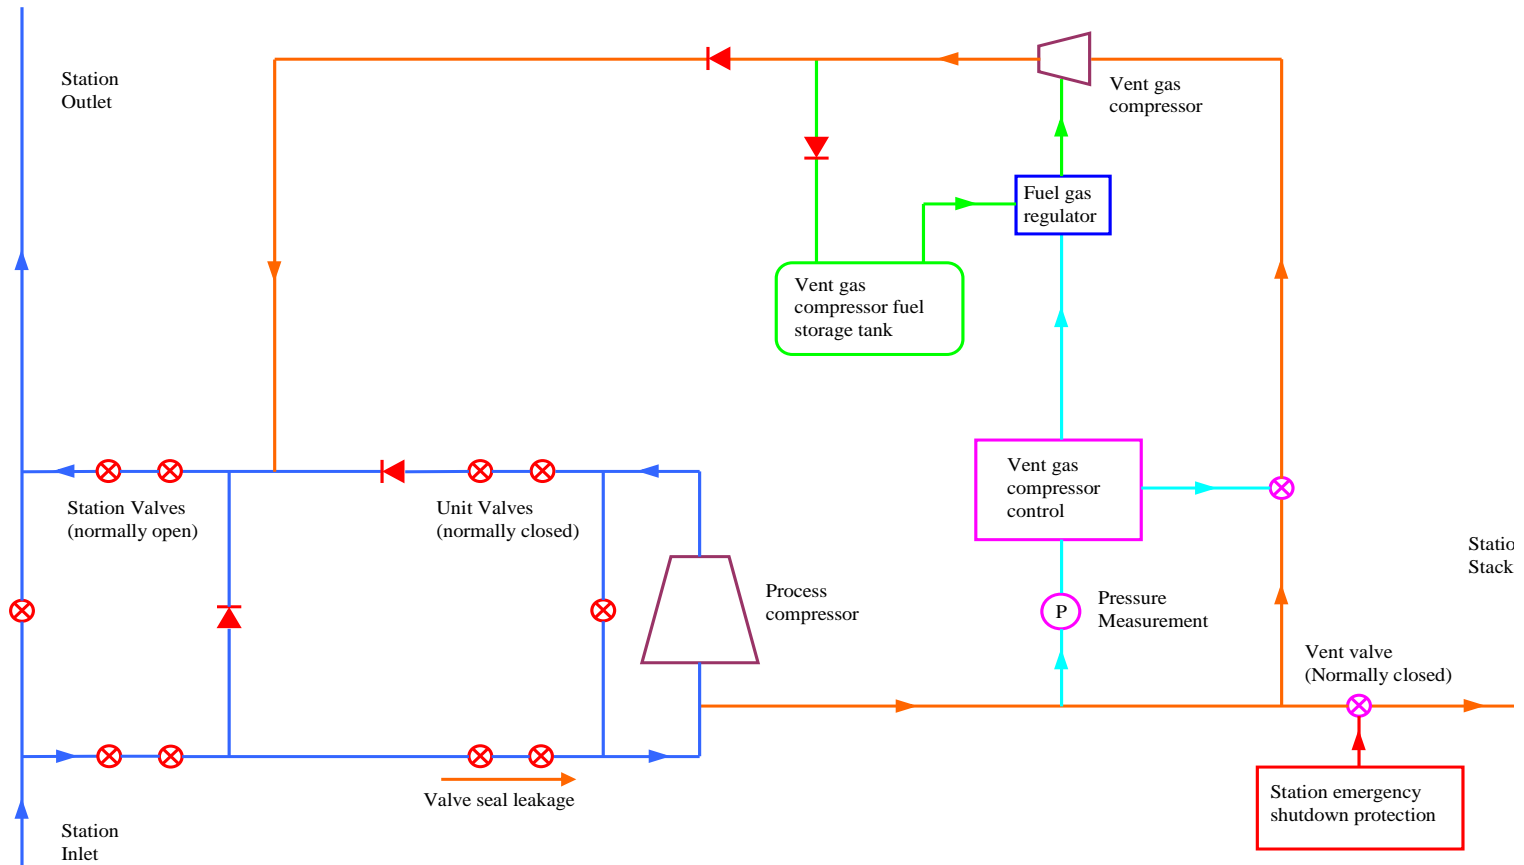 Station
Outlet
Vent gas
compressor
Fuel gas
regulator
Vent gas
compressor fuel
storage tank
Station Valves
(normally open)
Unit Valves
(normally closed)
Vent gas
compressor
control
Process
compressor
P
Pressure
Measurement
Statio
Stack
Vent valve
(Normally closed)
Valve seal leakage
Station emergency
shutdown protection
Station
Inlet